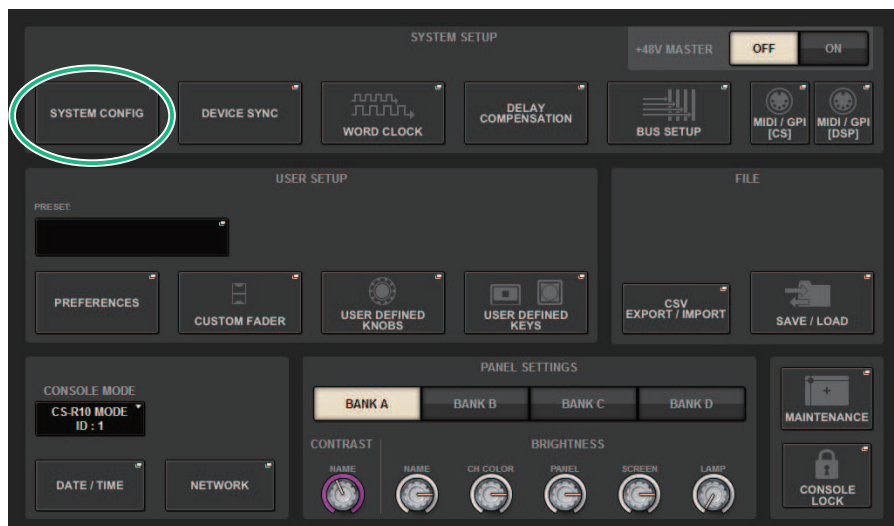 SYSTEM SETUP
+48V MASTER
OFF
ON
SYSTEM CONFIG
DEVICE SYNC
WORD CLOCK
DELAY
COMPENSATION
BUS SETUP
MIDI / GPI
[CS]
MIDI / GPI
[DSP]
USER SETUP
PRESET
PREFERENCES
CUSTOM FADER
USER DEFINED
KNOBS
USER DEFINED
KEYS
FILE
CSV
EXPORT / IMPORT
SAVE / LOAD
CONSOLE MODE
CS-R10 MODE
ID : 1
DATE / TIME
NETWORK
PANEL SETTINGS
BANK A
BANK B
BANK C
BANK D
CONTRAST
BRIGHTNESS
NAME
NAME
CH COLOR
PANEL
SCREEN
LAMP
MAINTENANCE
CONSOLE
LOCK